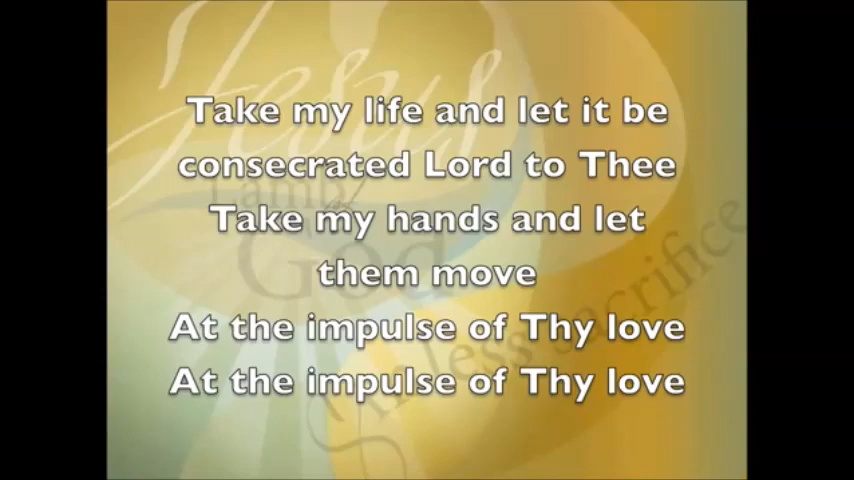 Jesus
Take my life and let it be
consecrated Lord to Thee
Lamb of
Take my hands and let
God
them move
Sinless sacrifice
At the impulse of Thy love
At the impulse of Thy love